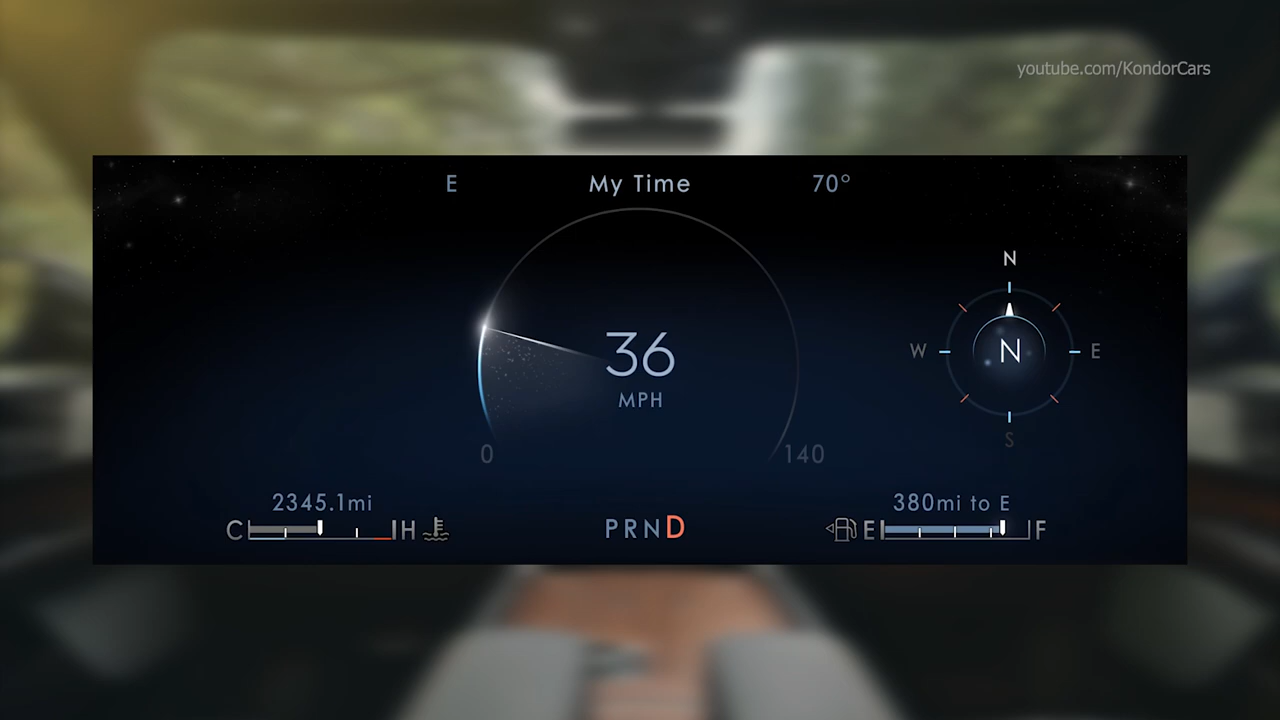 youtube.com/KondorCars
E My Time 70°
N
W N E
S
36
MPH
0 140
2345.1mi
C H
PRND
380mi to E
E F